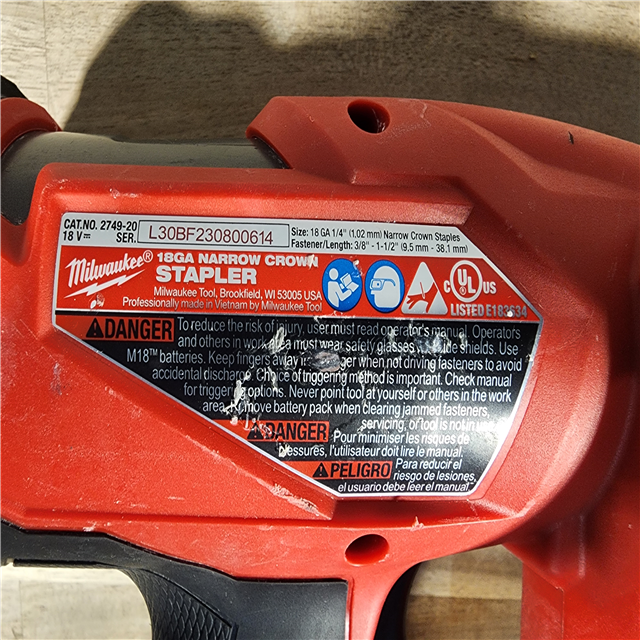 CAT.NO. 2749-20
18 V⎓ SER. L30BF230800614
Size: 18 GA 1/4" (1,02 mm) Narrow Crown Staples
Fastener/Length: 3/8" - 1-1/2" (9,5 mm - 38,1 mm)
Milwaukee®
18GA NARROW CROWN
STAPLER
Milwaukee Tool, Brookfield, WI 53005 USA
Professionally made in Vietnam by Milwaukee Tool
C UL US
LISTED
DANGER To reduce the risk of injury, user must read operator's manual. Operators
and others in work must wear safety glasses shields. Use
M18™ batteries. Keep fingers away when not driving fasteners to avoid
accidental discharge. Choice of triggering method is important. Check manual
for trigger options. Never point tool at yourself or others in the work
area. move battery pack when clearing jammed fasteners,
servicing, or tool is not in
DANGER Pour minimiser les risques de
blessures, l'utilisateur doit lire le manuel.
PELIGRO Para reducir el
riesgo de lesiones,
el usuario debe leer el manual.